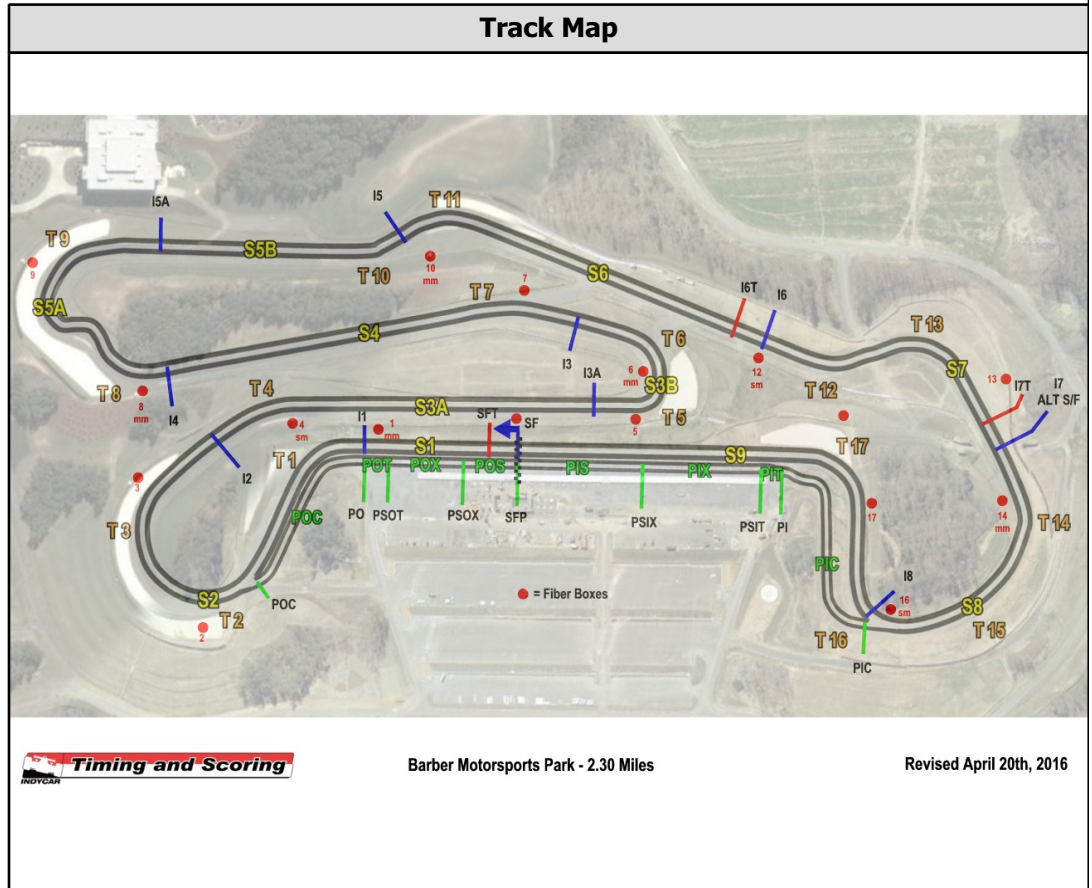 Track Map
I5A
I5
T 11
T 9
S5B
9
T 10
10
mm
7
S6
S5A
T 7
I6T
I6
T 13
S4
I3
T 6
12
sm
S7
T 8
8
mm
I4
T 4
I3A
6
mm
S3B
13
I7T
I7
ALT S/F
T 12
S3A
SFT
SF
T 5
5
4
sm
I1
1
mm
T 17
T 1
S1
S9
I2
POT
POX
POS
PIS
PIX
PIT
3
T 3
POC
PO
PSOT
PSOX
SFP
PSIX
PSIT
PI
17
14
mm
T 14
PIC
I8
S2
T 2
2
POC
= Fiber Boxes
16
sm
S8
T 15
T 16
PIC
INDYCAR
Timing and Scoring
Barber Motorsports Park - 2.30 Miles
Revised April 20th, 2016